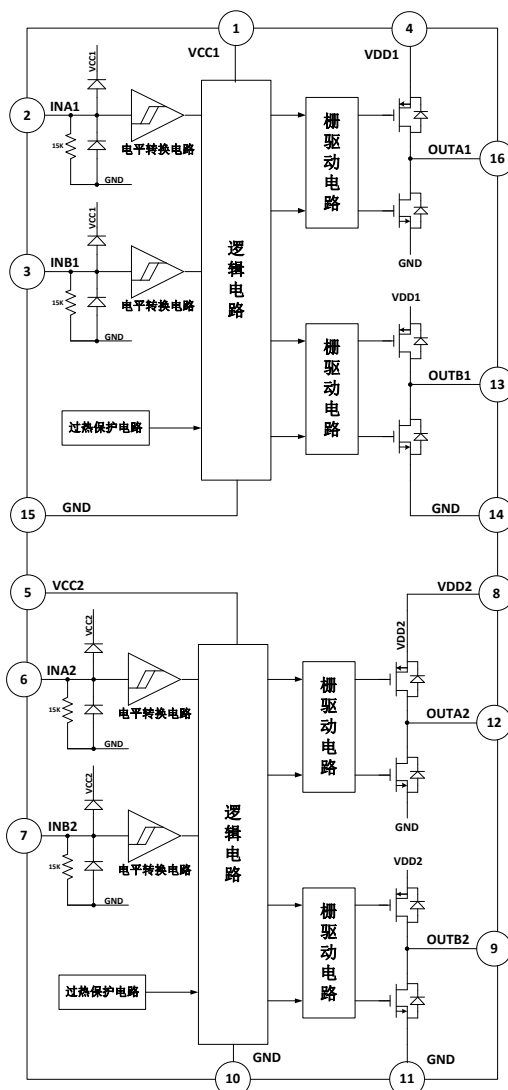 1
4
VCC1
VDD1
VCC1
2
INA1
15K
GND
电平转换电路
栅驱动电路
OUTA1
16
GND
VCC1
3
INB1
15K
GND
电平转换电路
逻辑电路
VDD1
栅驱动电路
OUTB1
13
过热保护电路
15
GND
GND
14
5
VCC2
VDD2
8
VCC2
VDD2
6
INA2
15K
GND
电平转换电路
栅驱动电路
OUTA2
12
GND
VCC2
7
INB2
15K
GND
电平转换电路
逻辑电路
VDD2
栅驱动电路
OUTB2
9
过热保护电路
GND
10
GND
11